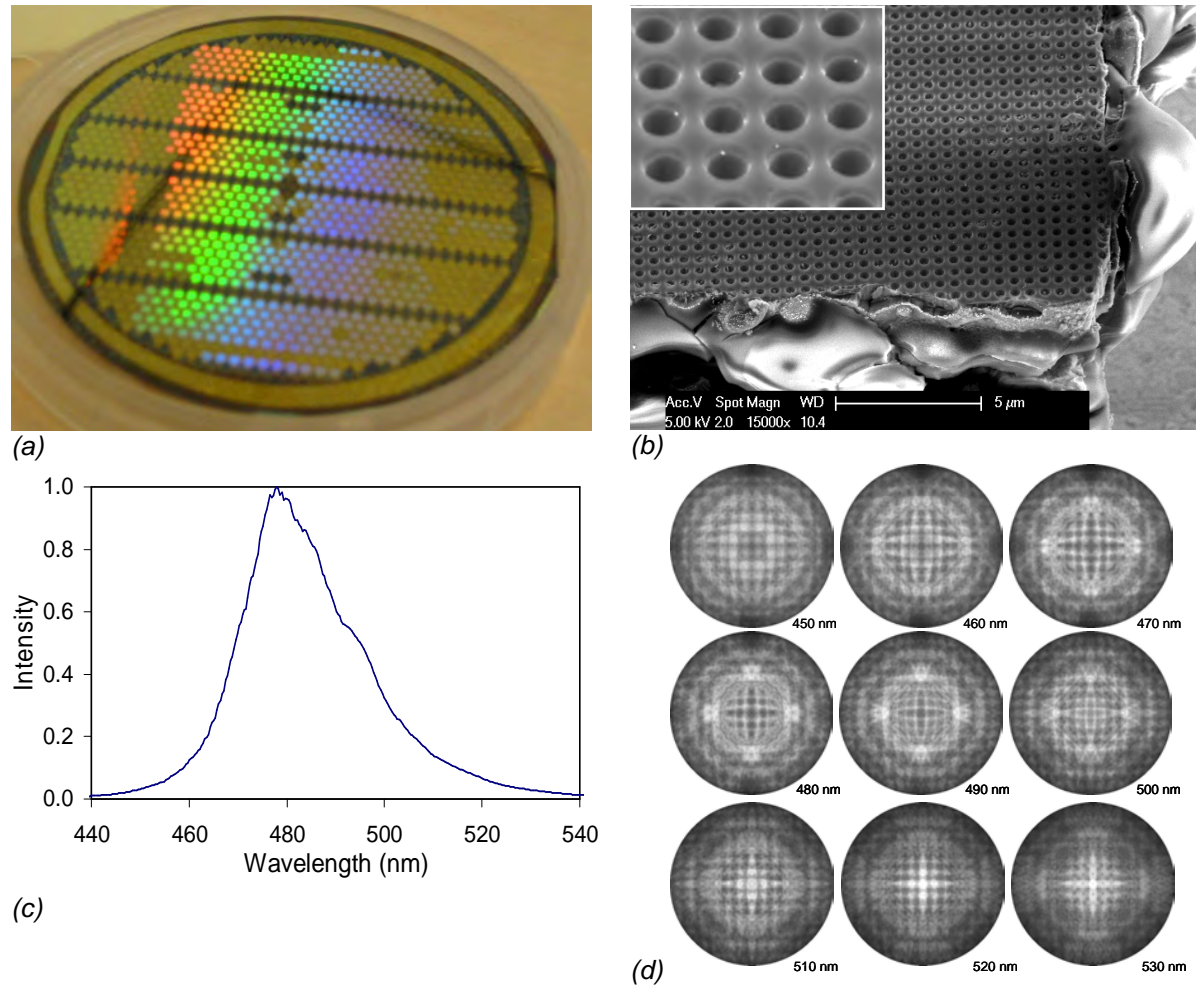 (a)
Acc.V Spot Magn WD 5 µm
5.00 kV 2.0 15000x 10.4
(b)
1.0
0.8
0.6
0.4
0.2
0.0
Intensity
440 460 480 500 520 540
Wavelength (nm)
(c)
450 nm 460 nm 470 nm
480 nm 490 nm 500 nm
510 nm 520 nm 530 nm
(d)